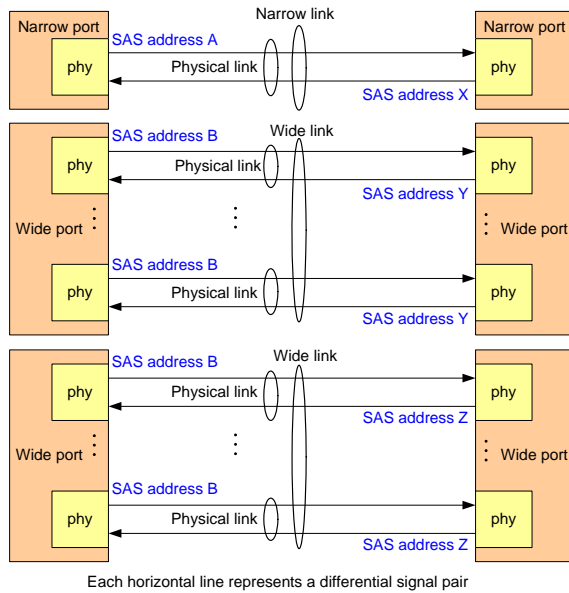 Narrow link
Narrow port
Narrow port
SAS address A
phy
Physical link
phy
SAS address X
Wide link
SAS address B
phy
Physical link
phy
SAS address Y
Wide port
Wide port
SAS address B
phy
Physical link
phy
SAS address Y
Wide link
SAS address B
phy
Physical link
phy
SAS address Z
Wide port
Wide port
SAS address B
phy
Physical link
phy
SAS address Z
Each horizontal line represents a differential signal pair